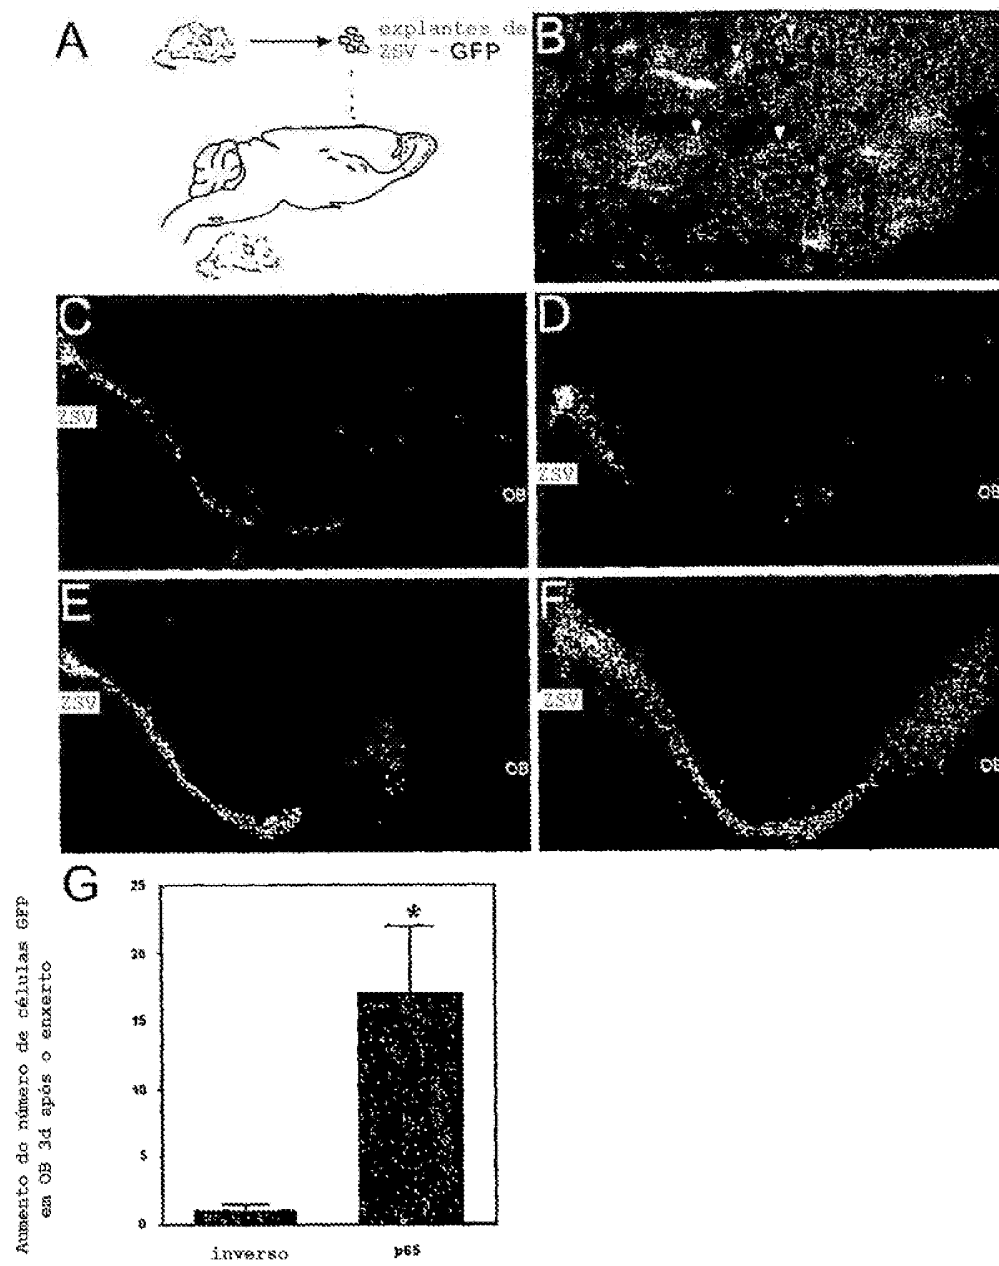 A
explantes de
ZSV - GFP
B
C
ZSV
OB
D
ZSV
OB
E
ZSV
OB
F
ZSV
OB
G
Aumento do número de células GFP
em OB 3d após o enxerto
25
20
15
10
5
0
*
inverso
p65